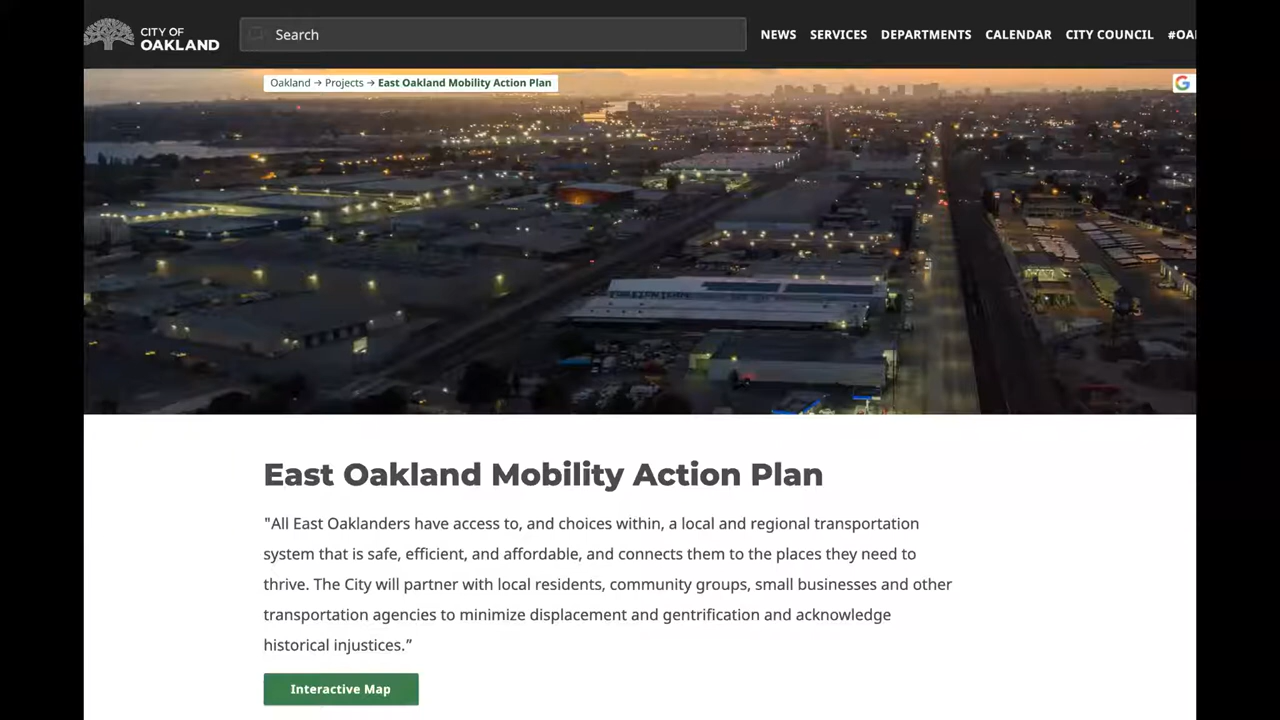 CITY OF
OAKLAND
Search
NEWS SERVICES DEPARTMENTS CALENDAR CITY COUNCIL #OA
Oakland → Projects → East Oakland Mobility Action Plan
East Oakland Mobility Action Plan
"All East Oaklanders have access to, and choices within, a local and regional transportation
system that is safe, efficient, and affordable, and connects them to the places they need to
thrive. The City will partner with local residents, community groups, small businesses and other
transportation agencies to minimize displacement and gentrification and acknowledge
historical injustices.”
Interactive Map